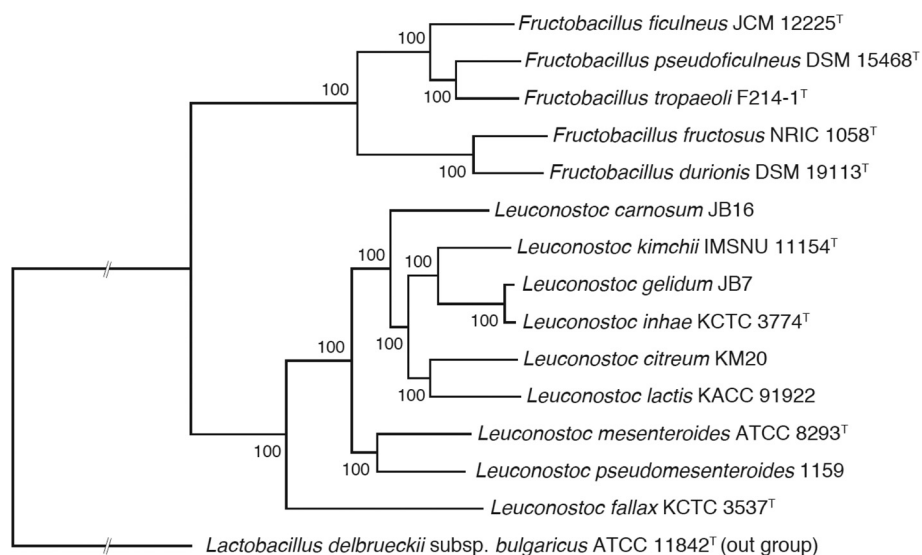 Fructobacillus ficulneus JCM 12225ᵀ
100
Fructobacillus pseudoficulneus DSM 15468ᵀ
100
100
Fructobacillus tropaeoli F214-1ᵀ
Fructobacillus fructosus NRIC 1058ᵀ
100
Fructobacillus durionis DSM 19113ᵀ
Leuconostoc carnosum JB16
Leuconostoc kimchii IMSNU 11154ᵀ
100
100
Leuconostoc gelidum JB7
100
Leuconostoc inhae KCTC 3774ᵀ
100
100
Leuconostoc citreum KM20
100
Leuconostoc lactis KACC 91922
Leuconostoc mesenteroides ATCC 8293ᵀ
100
100
Leuconostoc pseudomesenteroides 1159
Leuconostoc fallax KCTC 3537ᵀ
Lactobacillus delbrueckii subsp. bulgaricus ATCC 11842ᵀ (out group)